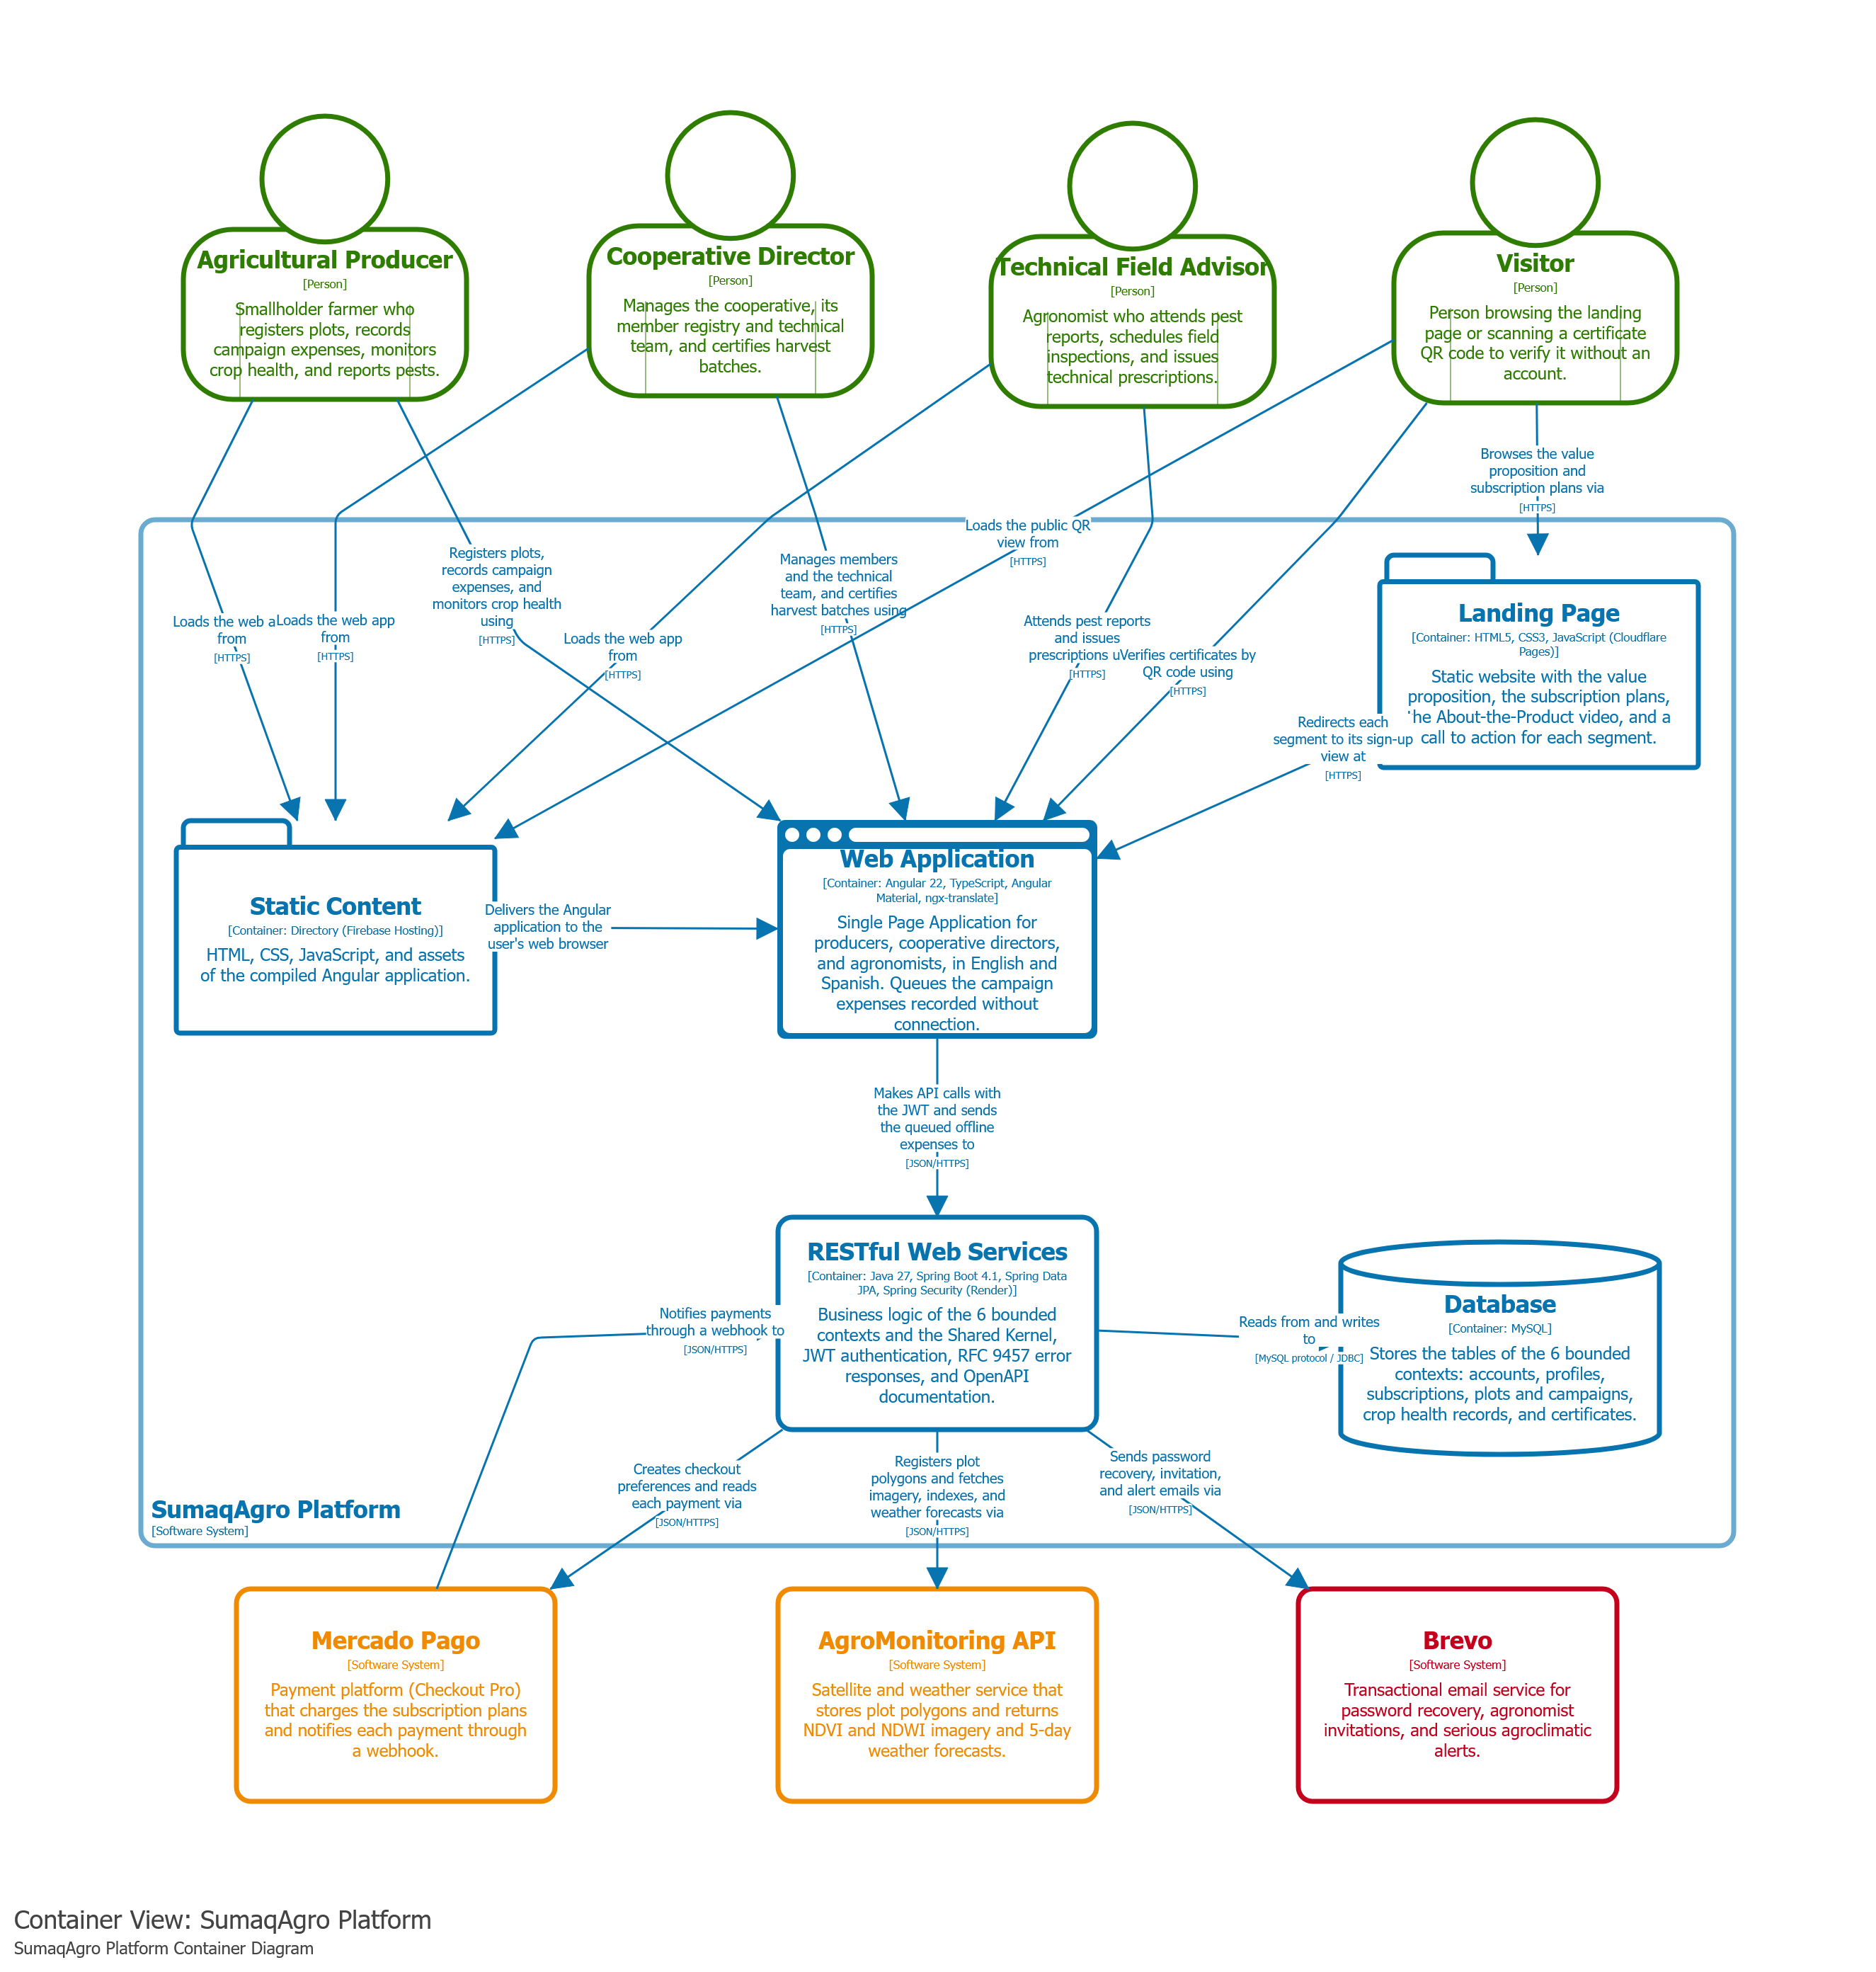 Agricultural Producer
[Person]
Smallholder farmer who
registers plots, records
campaign expenses, monitors
crop health, and reports pests.
Cooperative Director
[Person]
Manages the cooperative, its
member registry and technical
team, and certifies harvest
batches.
Technical Field Advisor
[Person]
Agronomist who attends pest
reports, schedules field
inspections, and issues
technical prescriptions.
Visitor
[Person]
Person browsing the landing
page or scanning a certificate
QR code to verify it without an
account.
Browses the value
proposition and
subscription plans via
[HTTPS]
Loads the public QR
view from
[HTTPS]
Registers plots,
records campaign
expenses, and
monitors crop health
using
[HTTPS]
Manages members
and the technical
team, and certifies
harvest batches using
[HTTPS]
Loads the web a
from
[HTTPS]
Loads the web app
from
[HTTPS]
Loads the web app
from
[HTTPS]
Attends pest reports
and issues
prescriptions u
[HTTPS]
Verifies certificates by
QR code using
[HTTPS]
Landing Page
[Container: HTML5, CSS3, JavaScript (Cloudflare
Pages)]
Static website with the value
proposition, the subscription plans,
he About-the-Product video, and a
call to action for each segment.
Redirects each
segment to its sign-up
view at
[HTTPS]
Static Content
[Container: Directory (Firebase Hosting)]
HTML, CSS, JavaScript, and assets
of the compiled Angular application.
Delivers the Angular
application to the
user's web browser
Web Application
[Container: Angular 22, TypeScript, Angular
Material, ngx-translate]
Single Page Application for
producers, cooperative directors,
and agronomists, in English and
Spanish. Queues the campaign
expenses recorded without
connection.
Makes API calls with
the JWT and sends
the queued offline
expenses to
[JSON/HTTPS]
RESTful Web Services
[Container: Java 27, Spring Boot 4.1, Spring Data
JPA, Spring Security (Render)]
Business logic of the 6 bounded
contexts and the Shared Kernel,
JWT authentication, RFC 9457 error
responses, and OpenAPI
documentation.
Notifies payments
through a webhook to
[JSON/HTTPS]
Reads from and writes
to
[MySQL protocol / JDBC]
Database
[Container: MySQL]
Stores the tables of the 6 bounded
contexts: accounts, profiles,
subscriptions, plots and campaigns,
crop health records, and certificates.
Creates checkout
preferences and reads
each payment via
[JSON/HTTPS]
Registers plot
polygons and fetches
imagery, indexes, and
weather forecasts via
[JSON/HTTPS]
Sends password
recovery, invitation,
and alert emails via
[JSON/HTTPS]
SumaqAgro Platform
[Software System]
Mercado Pago
[Software System]
Payment platform (Checkout Pro)
that charges the subscription plans
and notifies each payment through
a webhook.
AgroMonitoring API
[Software System]
Satellite and weather service that
stores plot polygons and returns
NDVI and NDWI imagery and 5-day
weather forecasts.
Brevo
[Software System]
Transactional email service for
password recovery, agronomist
invitations, and serious agroclimatic
alerts.
Container View: SumaqAgro Platform
SumaqAgro Platform Container Diagram